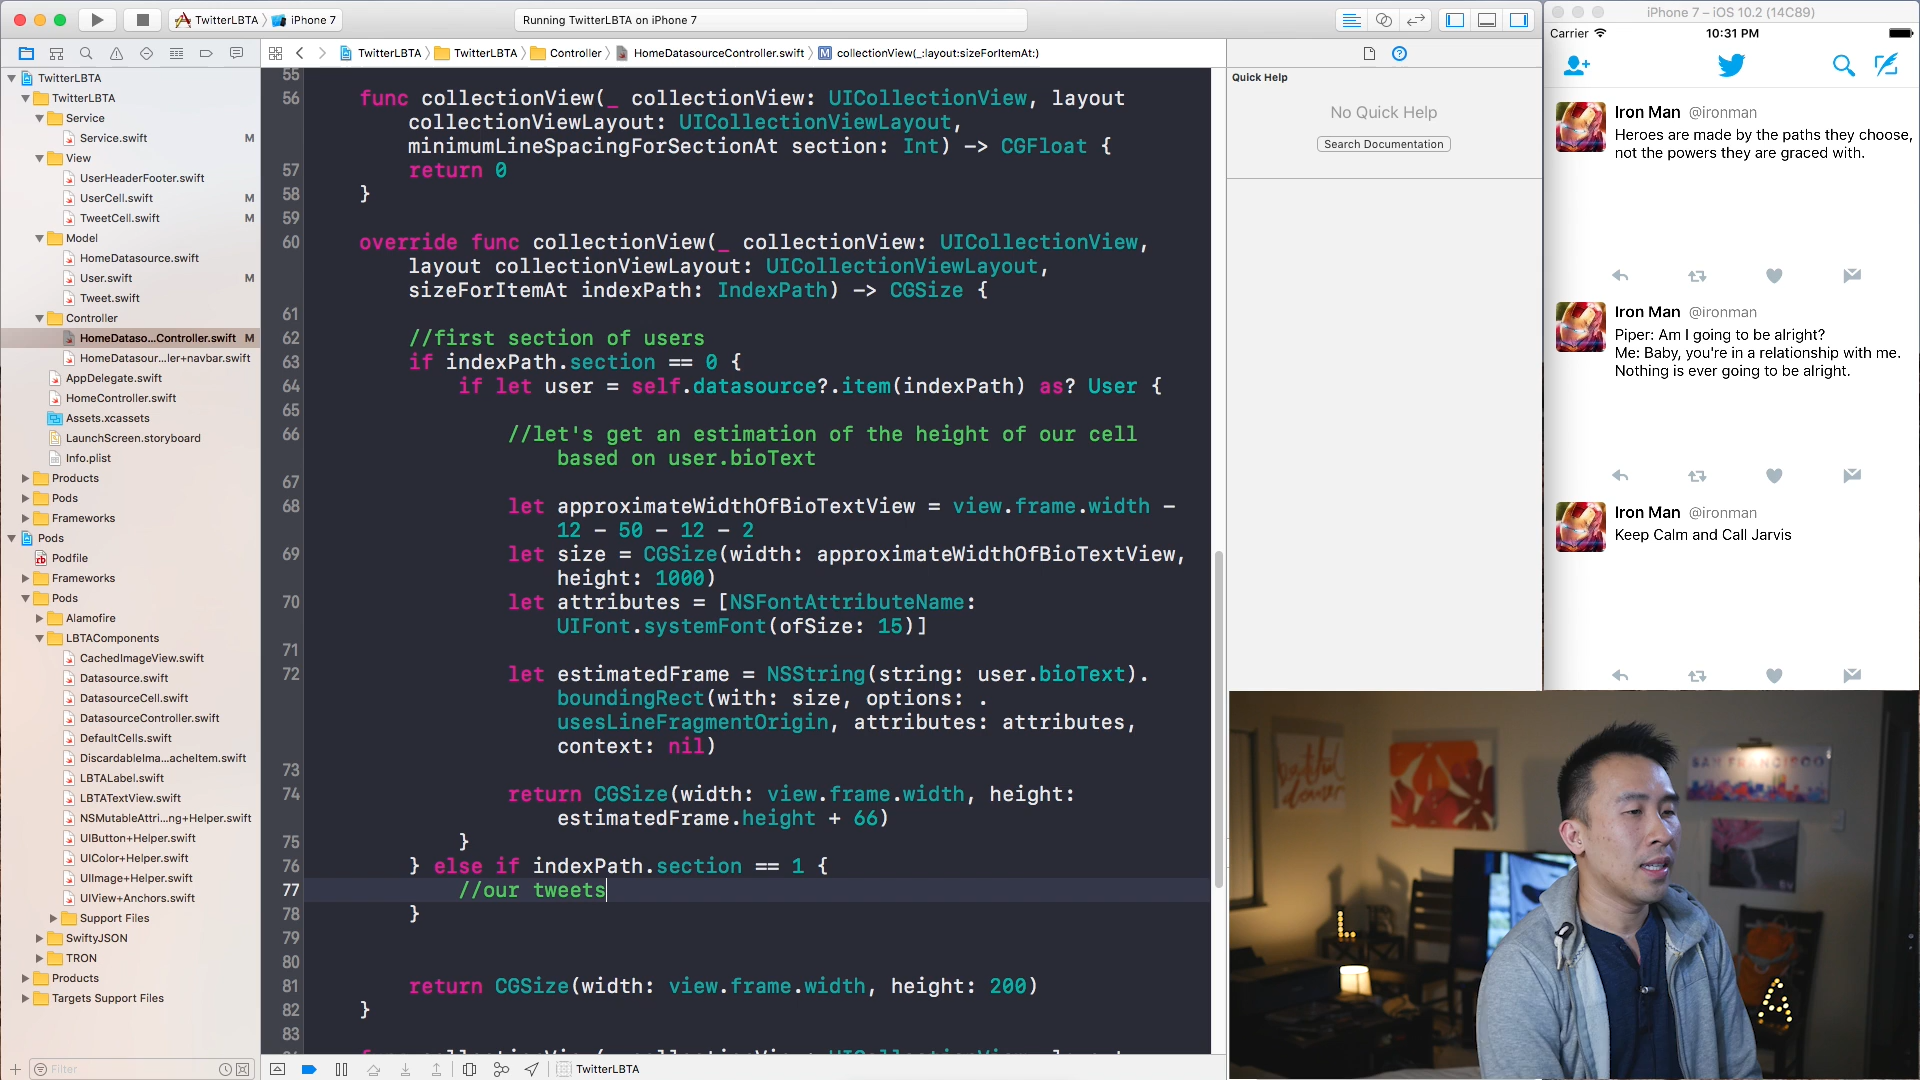 TwitterLBTA
iPhone 7
Running TwitterLBTA on iPhone 7
TwitterLBTA
TwitterLBTA
Controller
HomeDatasourceController.swift
M collectionView(_:layout:sizeForItemAt:)
TwitterLBTA
TwitterLBTA
Service
Service.swift M
View
UserHeaderFooter.swift
UserCell.swift M
TweetCell.swift M
Model
HomeDatasource.swift
User.swift M
Tweet.swift
Controller
HomeDataso...Controller.swift M
HomeDatasour...ler+navbar.swift
AppDelegate.swift
HomeController.swift
Assets.xcassets
LaunchScreen.storyboard
Info.plist
Products
Pods
Frameworks
Pods
Podfile
Frameworks
Pods
Alamofire
LBTAComponents
CachedImageView.swift
Datasource.swift
DatasourceCell.swift
DatasourceController.swift
DefaultCells.swift
DiscardableIma...acheItem.swift
LBTALabel.swift
LBTATextView.swift
NSMutableAttri...ng+Helper.swift
UIButton+Helper.swift
UIColor+Helper.swift
UIImage+Helper.swift
UIView+Anchors.swift
Support Files
SwiftyJSON
TRON
Products
Targets Support Files
Filter
55
56 func collectionView(_ collectionView: UICollectionView, layout
collectionViewLayout: UICollectionViewLayout,
minimumLineSpacingForSectionAt section: Int) -> CGFloat {
57 return 0
58 }
59
60 override func collectionView(_ collectionView: UICollectionView,
layout collectionViewLayout: UICollectionViewLayout,
sizeForItemAt indexPath: IndexPath) -> CGSize {
61
62 //first section of users
63 if indexPath.section == 0 {
64 if let user = self.datasource?.item(indexPath) as? User {
65
66 //let's get an estimation of the height of our cell
based on user.bioText
67
68 let approximateWidthOfBioTextView = view.frame.width -
12 - 50 - 12 - 2
69 let size = CGSize(width: approximateWidthOfBioTextView,
height: 1000)
70 let attributes = [NSFontAttributeName:
UIFont.systemFont(ofSize: 15)]
71
72 let estimatedFrame = NSString(string: user.bioText).
boundingRect(with: size, options: .
usesLineFragmentOrigin, attributes: attributes,
context: nil)
73
74 return CGSize(width: view.frame.width, height:
estimatedFrame.height + 66)
75 }
76 } else if indexPath.section == 1 {
77 //our tweets
78 }
79
80
81 return CGSize(width: view.frame.width, height: 200)
82 }
83
TwitterLBTA
Quick Help
No Quick Help
Search Documentation
iPhone 7 – iOS 10.2 (14C89)
Carrier 10:31 PM
Iron Man @ironman
Heroes are made by the paths they choose,
not the powers they are graced with.
Iron Man @ironman
Piper: Am I going to be alright?
Me: Baby, you're in a relationship with me.
Nothing is ever going to be alright.
Iron Man @ironman
Keep Calm and Call Jarvis
SAN FRANCISCO
L
A